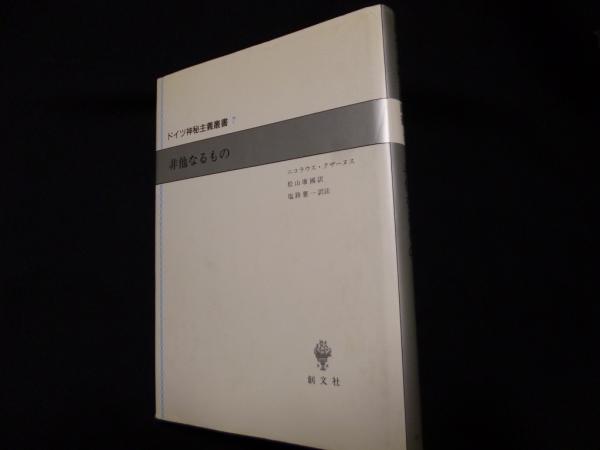 ドイツ神秘主義叢書 7
非他なるもの
ニコラウス・クザーヌス
松山康國訳
塩路憲一訳註
創文社